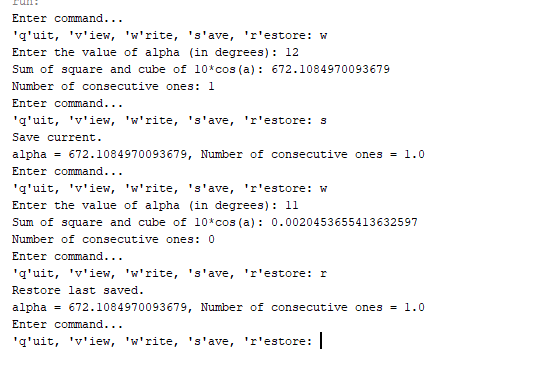 run:
Enter command...
'q'uit, 'v'iew, 'w'rite, 's'ave, 'r'estore: w
Enter the value of alpha (in degrees): 12
Sum of square and cube of 10*cos(a): 672.1084970093679
Number of consecutive ones: 1
Enter command...
'q'uit, 'v'iew, 'w'rite, 's'ave, 'r'estore: s
Save current.
alpha = 672.1084970093679, Number of consecutive ones = 1.0
Enter command...
'q'uit, 'v'iew, 'w'rite, 's'ave, 'r'estore: w
Enter the value of alpha (in degrees): 11
Sum of square and cube of 10*cos(a): 0.0020453655413632597
Number of consecutive ones: 0
Enter command...
'q'uit, 'v'iew, 'w'rite, 's'ave, 'r'estore: r
Restore last saved.
alpha = 672.1084970093679, Number of consecutive ones = 1.0
Enter command...
'q'uit, 'v'iew, 'w'rite, 's'ave, 'r'estore: